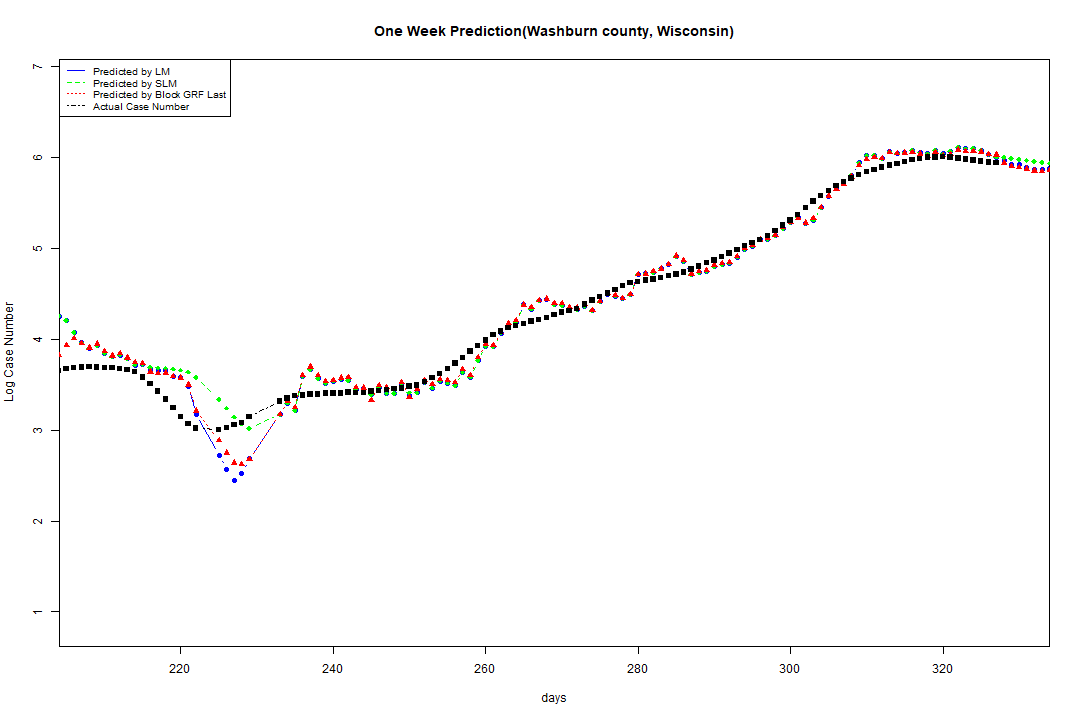 One Week Prediction(Washburn county, Wisconsin)
Predicted by LM
Predicted by SLM
Predicted by Block GRF Last
Actual Case Number
Log Case Number
7
6
5
4
3
2
1
220 240 260 280 300 320
days